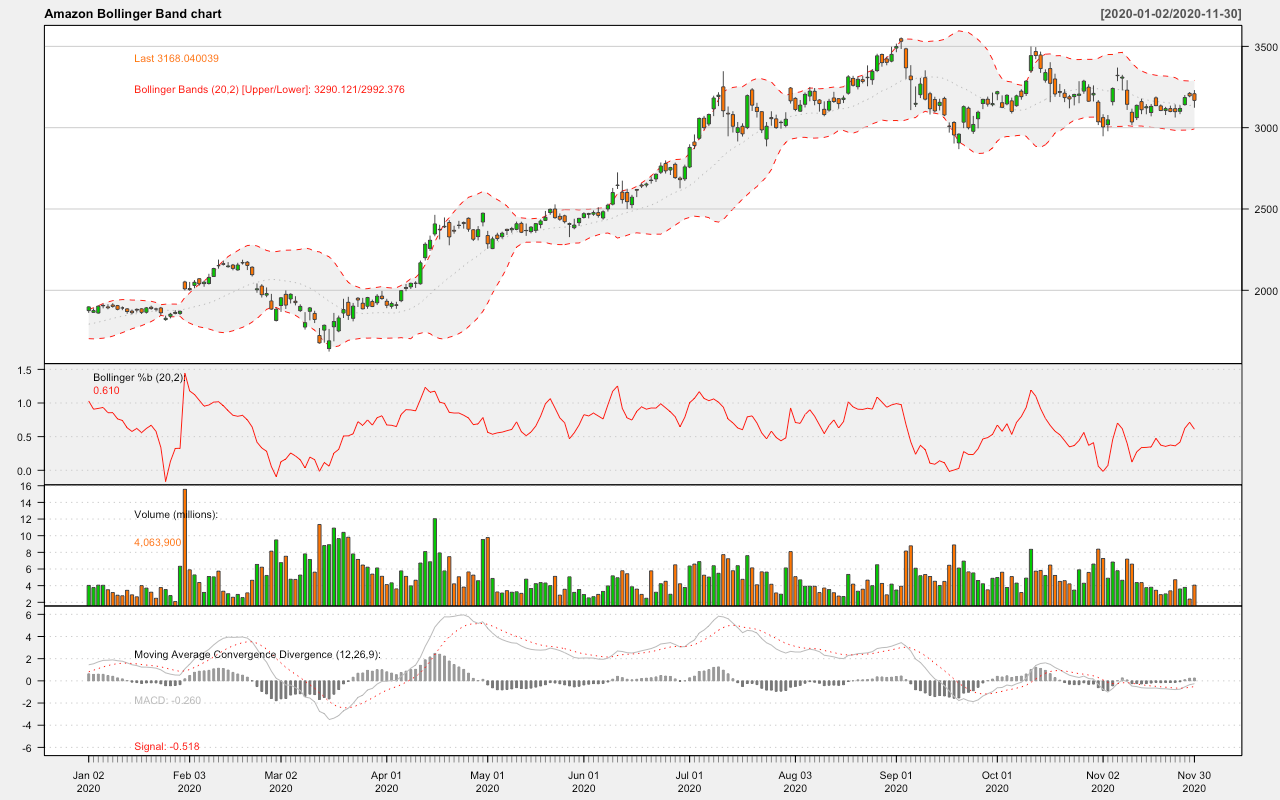 Amazon Bollinger Band chart
[2020-01-02/2020-11-30]
Last 3168.040039
Bollinger Bands (20,2) [Upper/Lower]: 3290.121/2992.376
3500
3000
2500
2000
Bollinger %b (20,2):
0.610
1.5
1.0
0.5
0.0
Volume (millions):
4,063,900
16
14
12
10
8
6
4
2
Moving Average Convergence Divergence (12,26,9):
MACD: -0.260
Signal: -0.518
6
4
2
0
-2
-4
-6
Jan 02 2020
Feb 03 2020
Mar 02 2020
Apr 01 2020
May 01 2020
Jun 01 2020
Jul 01 2020
Aug 03 2020
Sep 01 2020
Oct 01 2020
Nov 02 2020
Nov 30 2020